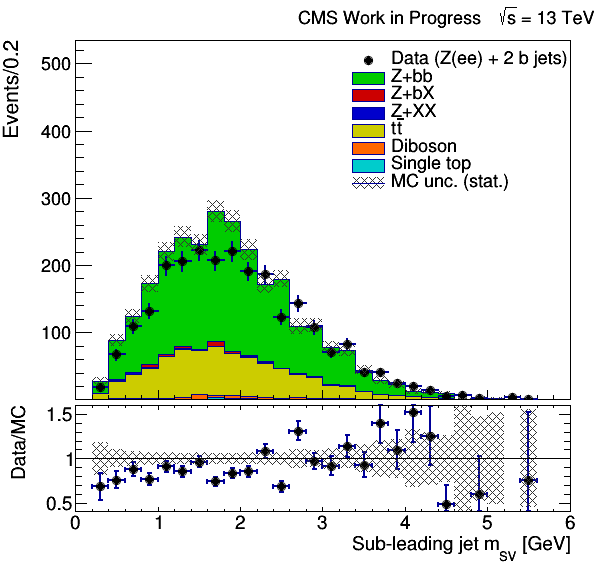 CMS Work in Progress √s = 13 TeV
Events/0.2
500
400
300
200
100
Data (Z(ee) + 2 b jets)
Z+bb
Z+bX
Z+XX
tt̄
Diboson
Single top
MC unc. (stat.)
Data/MC
1.5
1
0.5
0 1 2 3 4 5 6
Sub-leading jet m_SV [GeV]